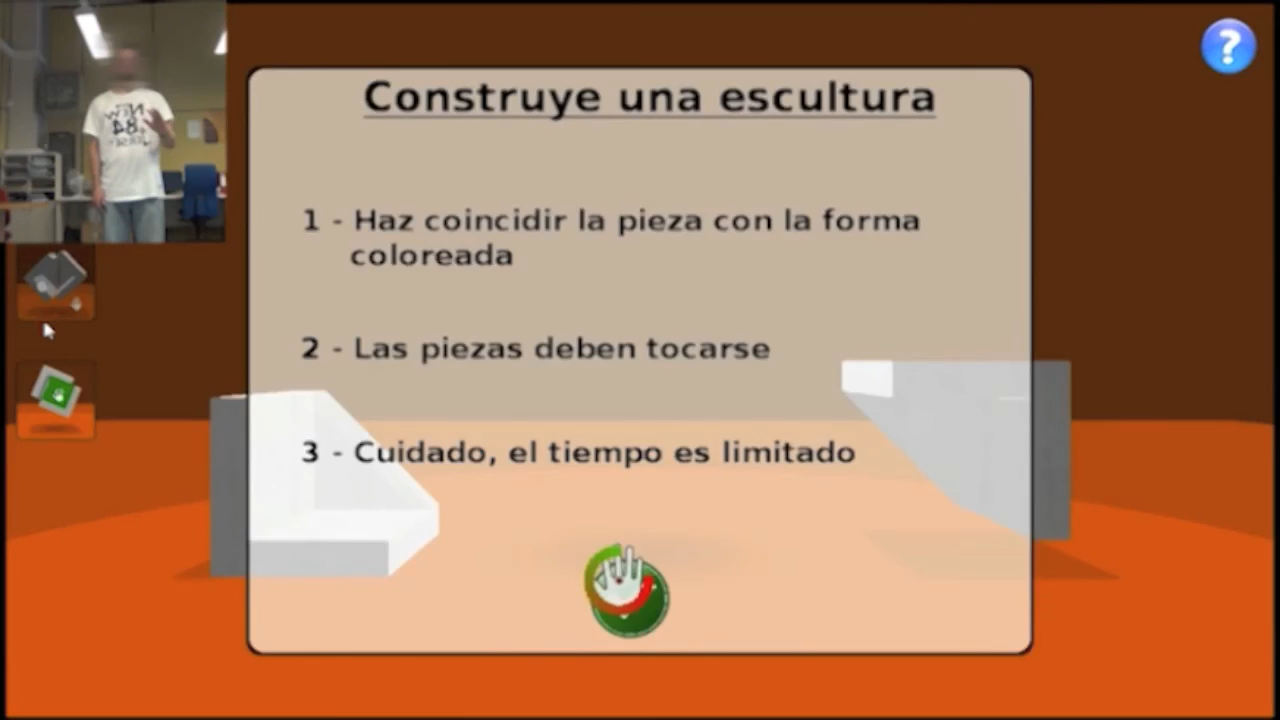 ?
Construye una escultura
1 - Haz coincidir la pieza con la forma
coloreada
2 - Las piezas deben tocarse
3 - Cuidado, el tiempo es limitado